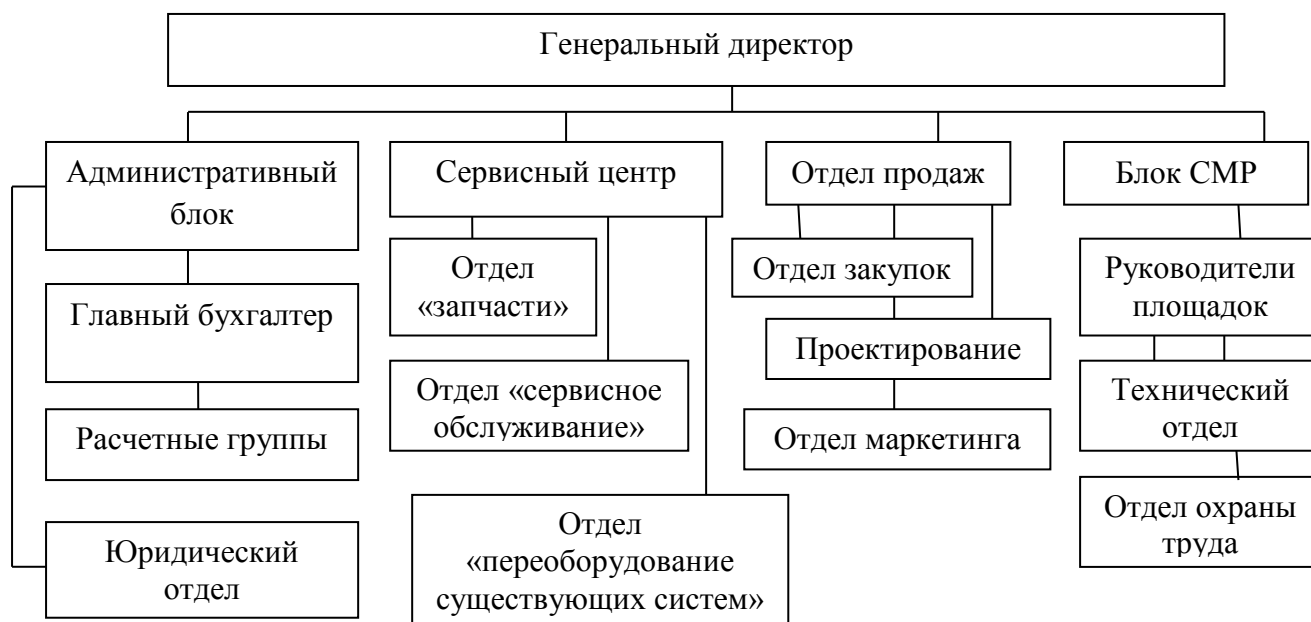 Генеральный директор
Административный
блок
Сервисный центр
Отдел продаж
Блок СМР
Главный бухгалтер
Расчетные группы
Юридический
отдел
Отдел
«запчасти»
Отдел «сервисное
обслуживание»
Отдел
«переоборудование
существующих систем»
Отдел закупок
Проектирование
Отдел маркетинга
Руководители
площадок
Технический
отдел
Отдел охраны
труда